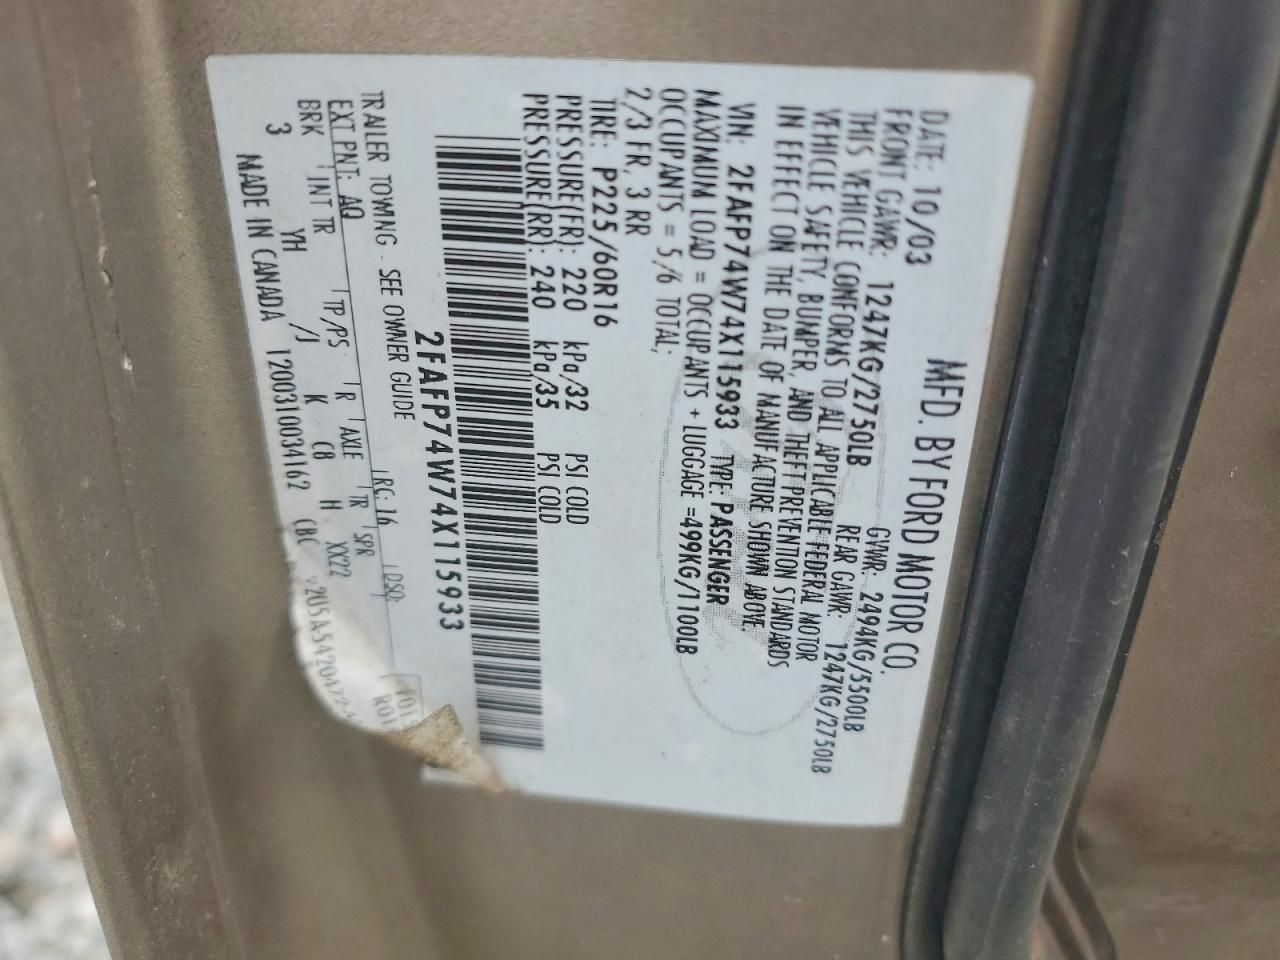 MFD. BY FORD MOTOR CO.
DATE: 10/03 GVWR: 2494KG/5500LB
FRONT GAWR: 1247KG/2750LB REAR GAWR: 1247KG/2750LB
THIS VEHICLE CONFORMS TO ALL APPLICABLE FEDERAL MOTOR
VEHICLE SAFETY, BUMPER, AND THEFT PREVENTION STANDARDS
IN EFFECT ON THE DATE OF MANUFACTURE SHOWN ABOVE
VIN: 2FAFP74W74X115933 TYPE: PASSENGER
MAXIMUM LOAD = OCCUPANTS + LUGGAGE =499KG/1100LB
OCCUPANTS = 5/6 TOTAL;
2/3 FR, 3 RR
TIRE: P225/60R16
PRESSURE(FR): 220 kPa/32 PSI COLD
PRESSURE(RR): 240 kPa/35 PSI COLD
2FAFP74W74X115933
TRAILER TOWING - SEE OWNER GUIDE
EXT PNT: AQ RC: 16 DSO:
BRK INT TR TP/PS R AXLE TR SPR
3 YH /J K C8 H XX22
MADE IN CANADA 1200310034162 CBC